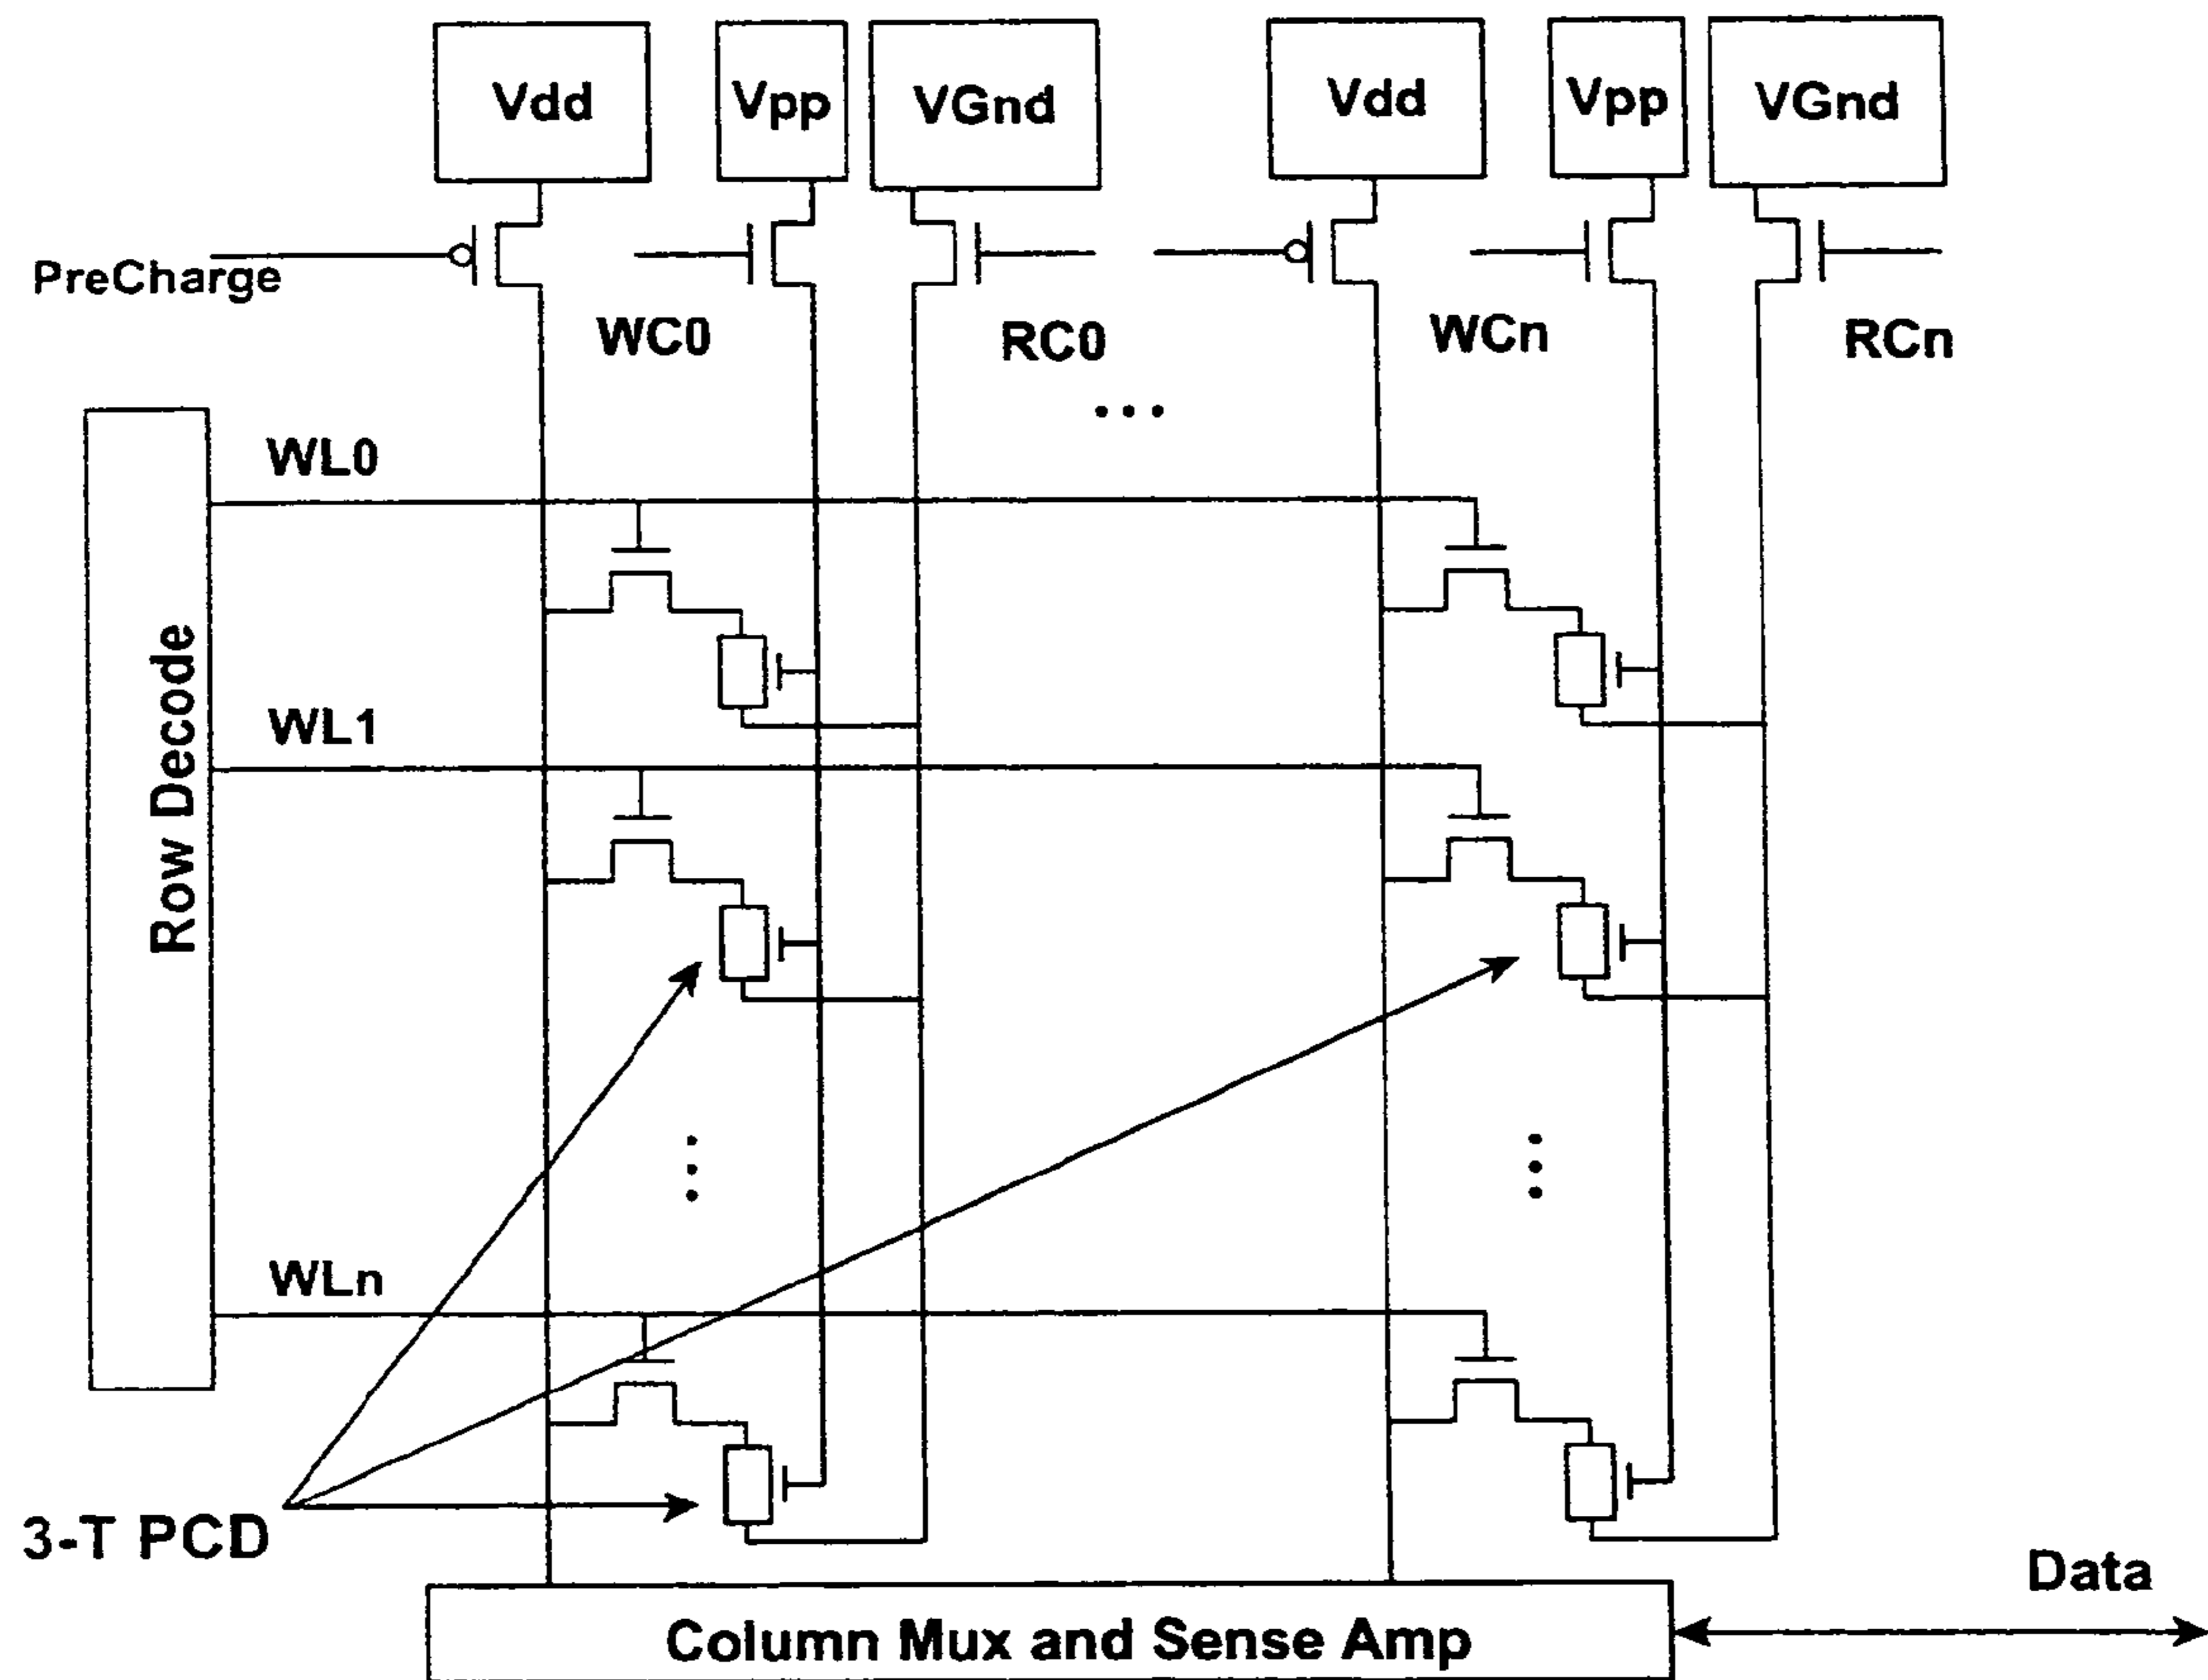 Vdd Vpp VGnd Vdd Vpp VGnd
PreCharge
WC0 RC0 WCn RCn
WL0
WL1
Row Decode
WLn
3-T PCD
Data
Column Mux and Sense Amp